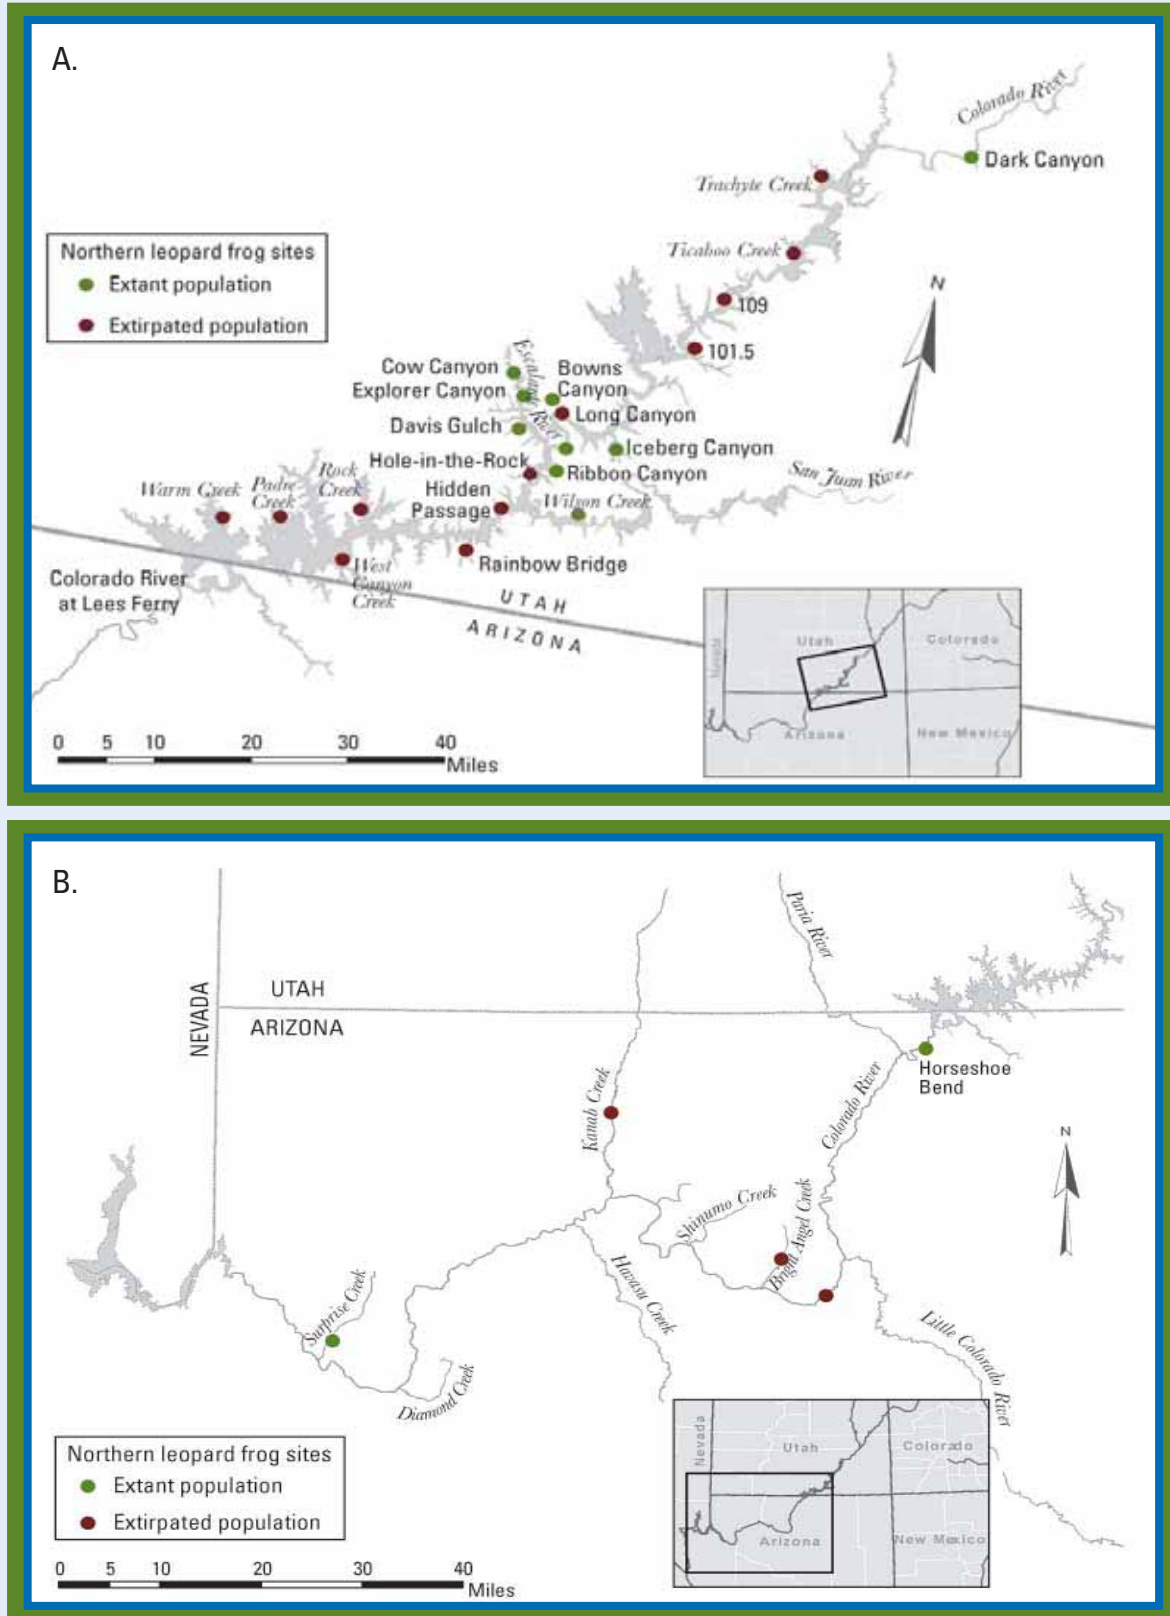 A.
Colorado River
Dark Canyon
Trachyte Creek
Ticaboo Creek
Northern leopard frog sites
Extant population
Extirpated population
N
109
101.5
Escalante River
Cow Canyon
Explorer Canyon
Bowns
Canyon
Long Canyon
Davis Gulch
Iceberg Canyon
Hole-in-the-Rock
Ribbon Canyon
San Juan River
Rock
Creek
Warm Creek
Padre
Creek
Hidden
Passage
Wilson Creek
Rainbow Bridge
West
Canyon
Creek
Colorado River
at Lees Ferry
UTAH
ARIZONA
Nevada
Utah
Colorado
Arizona
New Mexico
0 5 10 20 30 40
Miles
B.
Paria River
NEVADA
UTAH
ARIZONA
Horseshoe
Bend
Kanab Creek
Colorado River
N
Shinumo Creek
Bright Angel Creek
Havasu Creek
Surprise Creek
Little Colorado River
Diamond Creek
Northern leopard frog sites
Extant population
Extirpated population
Nevada
Utah
Colorado
Arizona
New Mexico
0 5 10 20 30 40
Miles